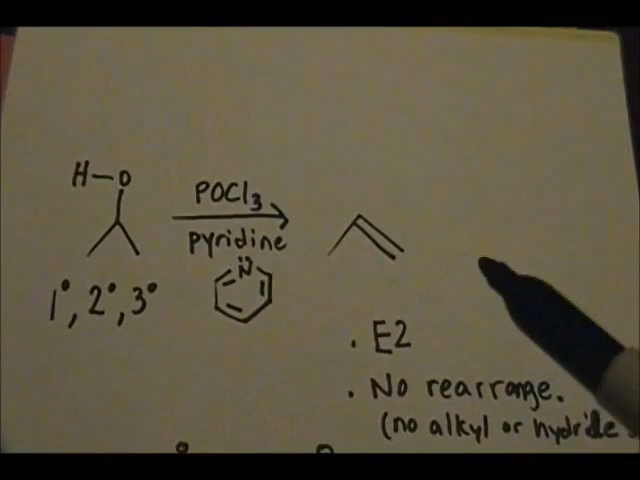 H-O
POCl3
pyridine
N
1°, 2°, 3°
· E2
· No rearrange.
(no alkyl or hydride